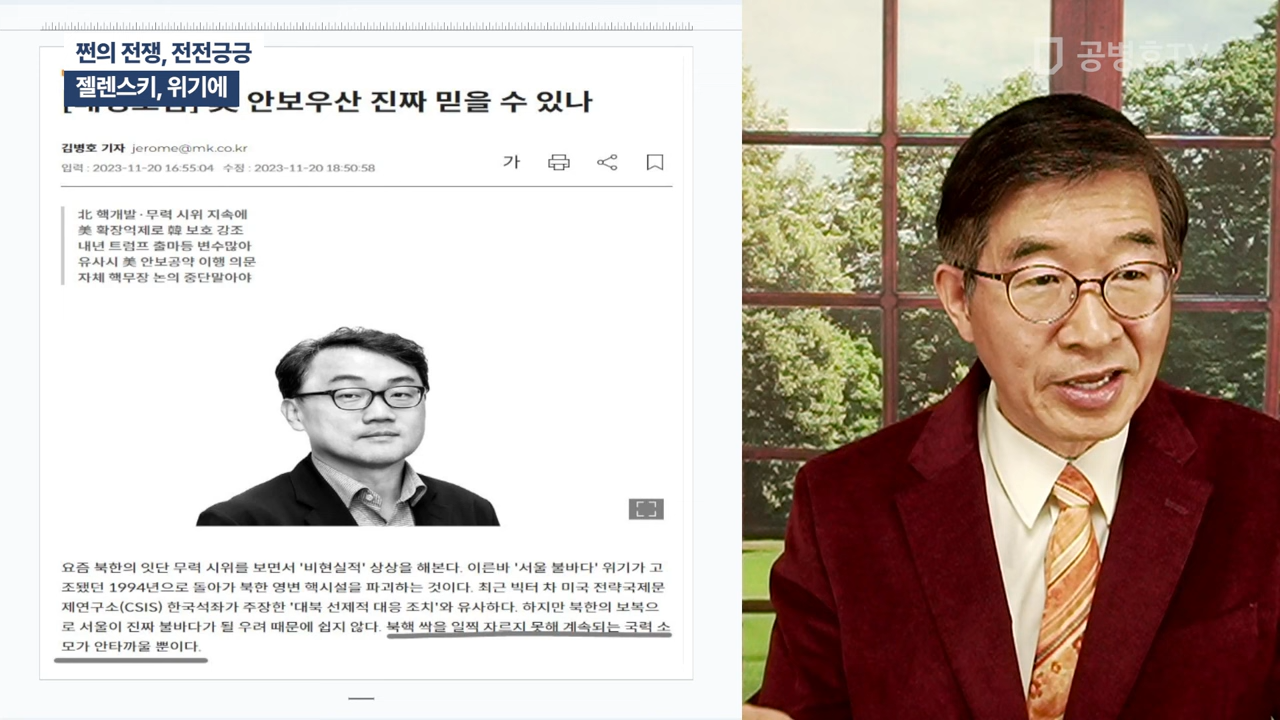 쩐의 전쟁, 전전긍긍
젤렌스키, 위기에
공병호TV
안보우산 진짜 믿을 수 있나
김병호 기자 jerome@mk.co.kr
입력 : 2023-11-20 16:55:04 수정 : 2023-11-20 18:50:58
가
北 핵개발·무력 시위 지속에
美 확장억제로 韓 보호 강조
내년 트럼프 출마등 변수많아
유사시 美 안보공약 이행 의문
자체 핵무장 논의 중단말아야
요즘 북한의 잇단 무력 시위를 보면서 '비현실적' 상상을 해본다. 이른바 '서울 불바다' 위기가 고
조됐던 1994년으로 돌아가 북한 영변 핵시설을 파괴하는 것이다. 최근 빅터 차 미국 전략국제문
제연구소(CSIS) 한국석좌가 주장한 '대북 선제적 대응 조치'와 유사하다. 하지만 북한의 보복으
로 서울이 진짜 불바다가 될 우려 때문에 쉽지 않다. 북핵 싹을 일찍 자르지 못해 계속되는 국력 소
모가 안타까울 뿐이다.